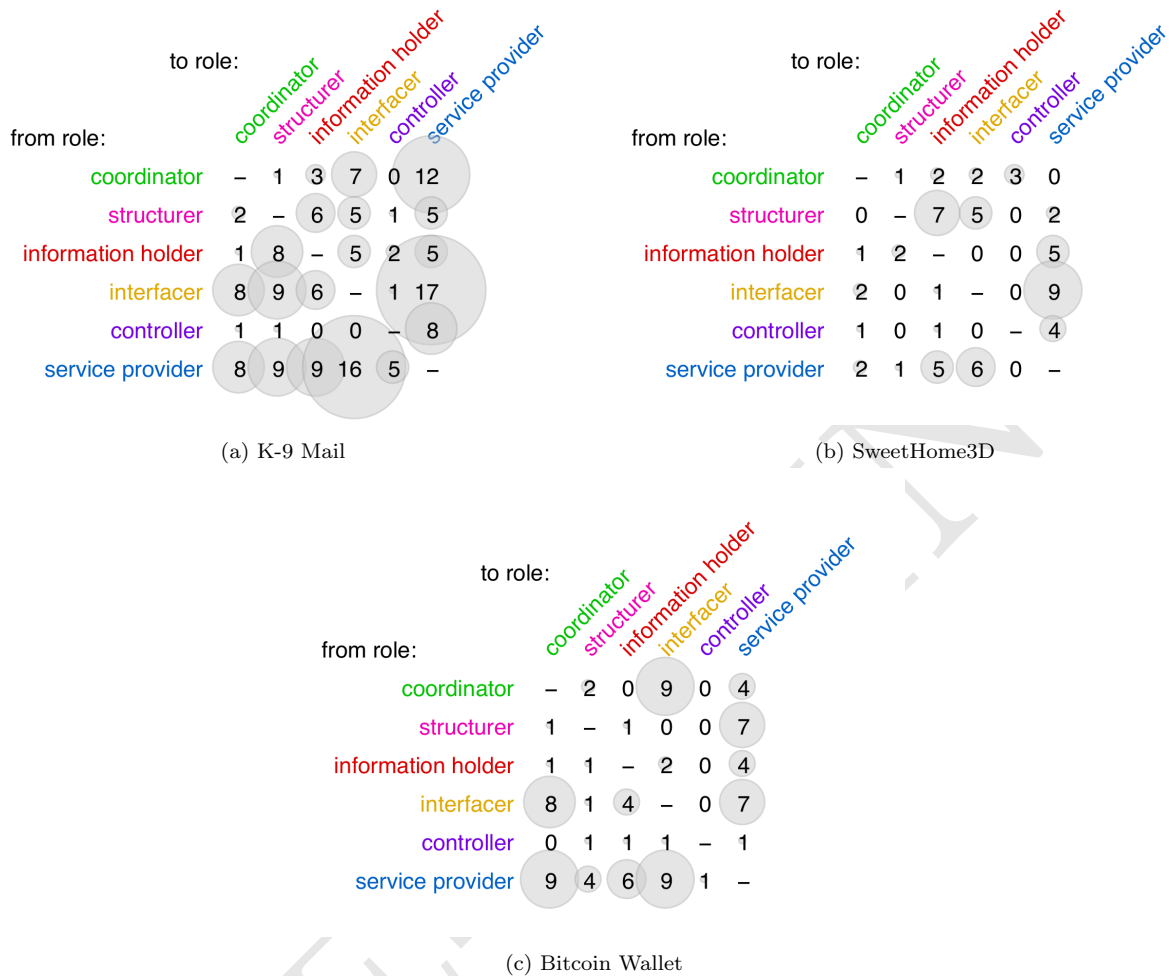 to role:
coordinator
structurer
information holder
interfacer
controller
service provider
from role:
coordinator – 1 3 7 0 12
structurer 2 – 6 5 1 5
information holder 1 8 – 5 2 5
interfacer 8 9 6 – 1 17
controller 1 1 0 0 – 8
service provider 8 9 9 16 5 –
(a) K-9 Mail
to role:
coordinator
structurer
information holder
interfacer
controller
service provider
from role:
coordinator – 1 2 2 3 0
structurer 0 – 7 5 0 2
information holder 1 2 – 0 0 5
interfacer 2 0 1 – 0 9
controller 1 0 1 0 – 4
service provider 2 1 5 6 0 –
(b) SweetHome3D
to role:
coordinator
structurer
information holder
interfacer
controller
service provider
from role:
coordinator – 2 0 9 0 4
structurer 1 – 1 0 0 7
information holder 1 1 – 2 0 4
interfacer 8 1 4 – 0 7
controller 0 1 1 1 – 1
service provider 9 4 6 9 1 –
(c) Bitcoin Wallet